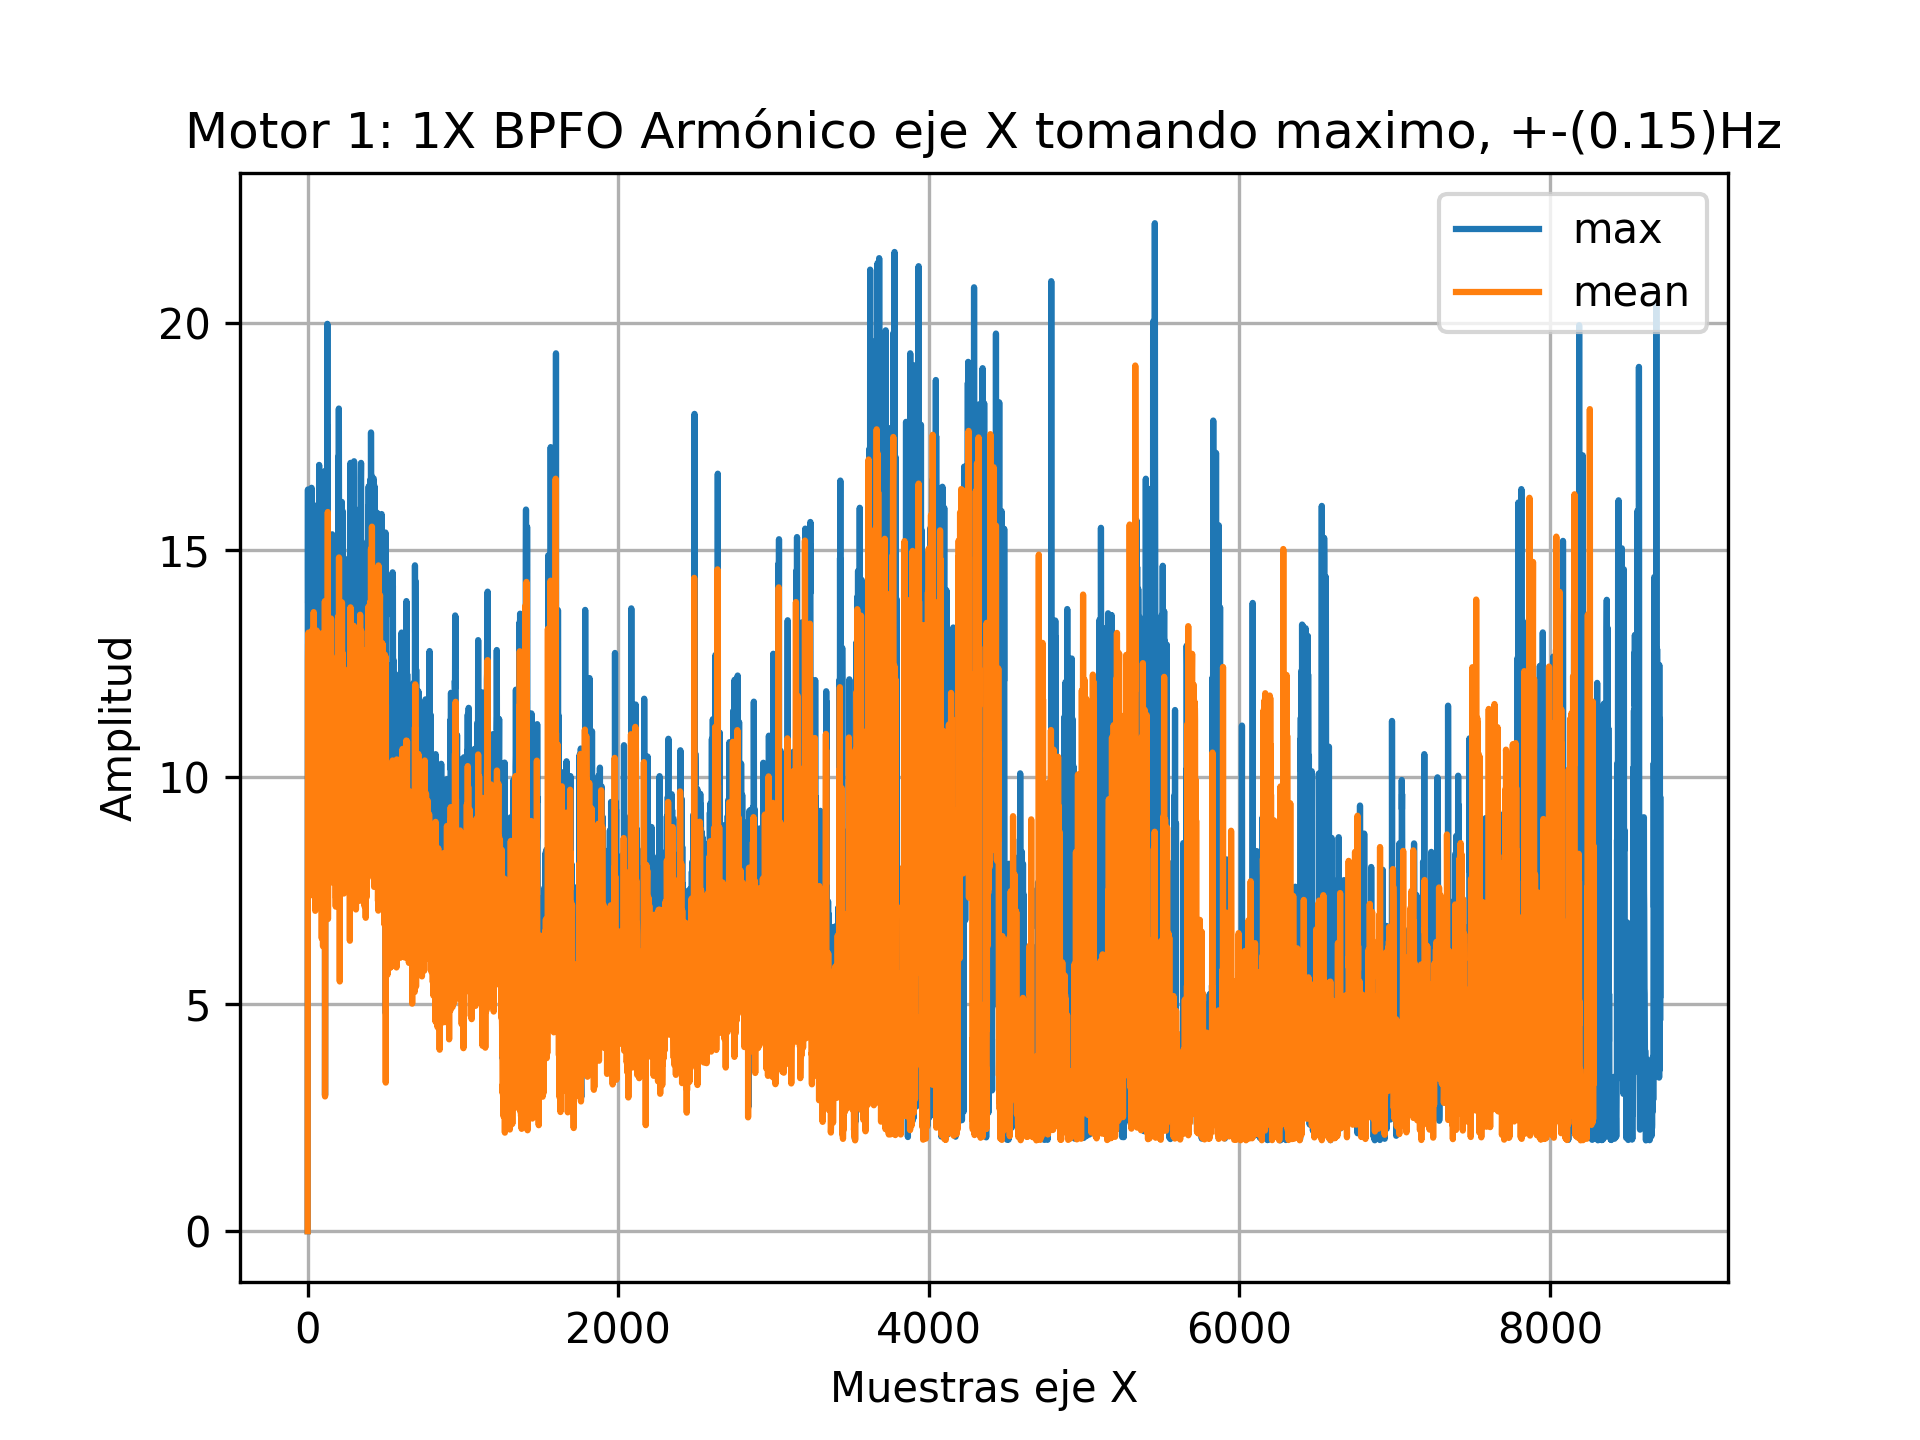 Motor 1: 1X BPFO Armónico eje X tomando maximo, +-(0.15)Hz
max
mean
Amplitud
20
15
10
5
0
0 2000 4000 6000 8000
Muestras eje X